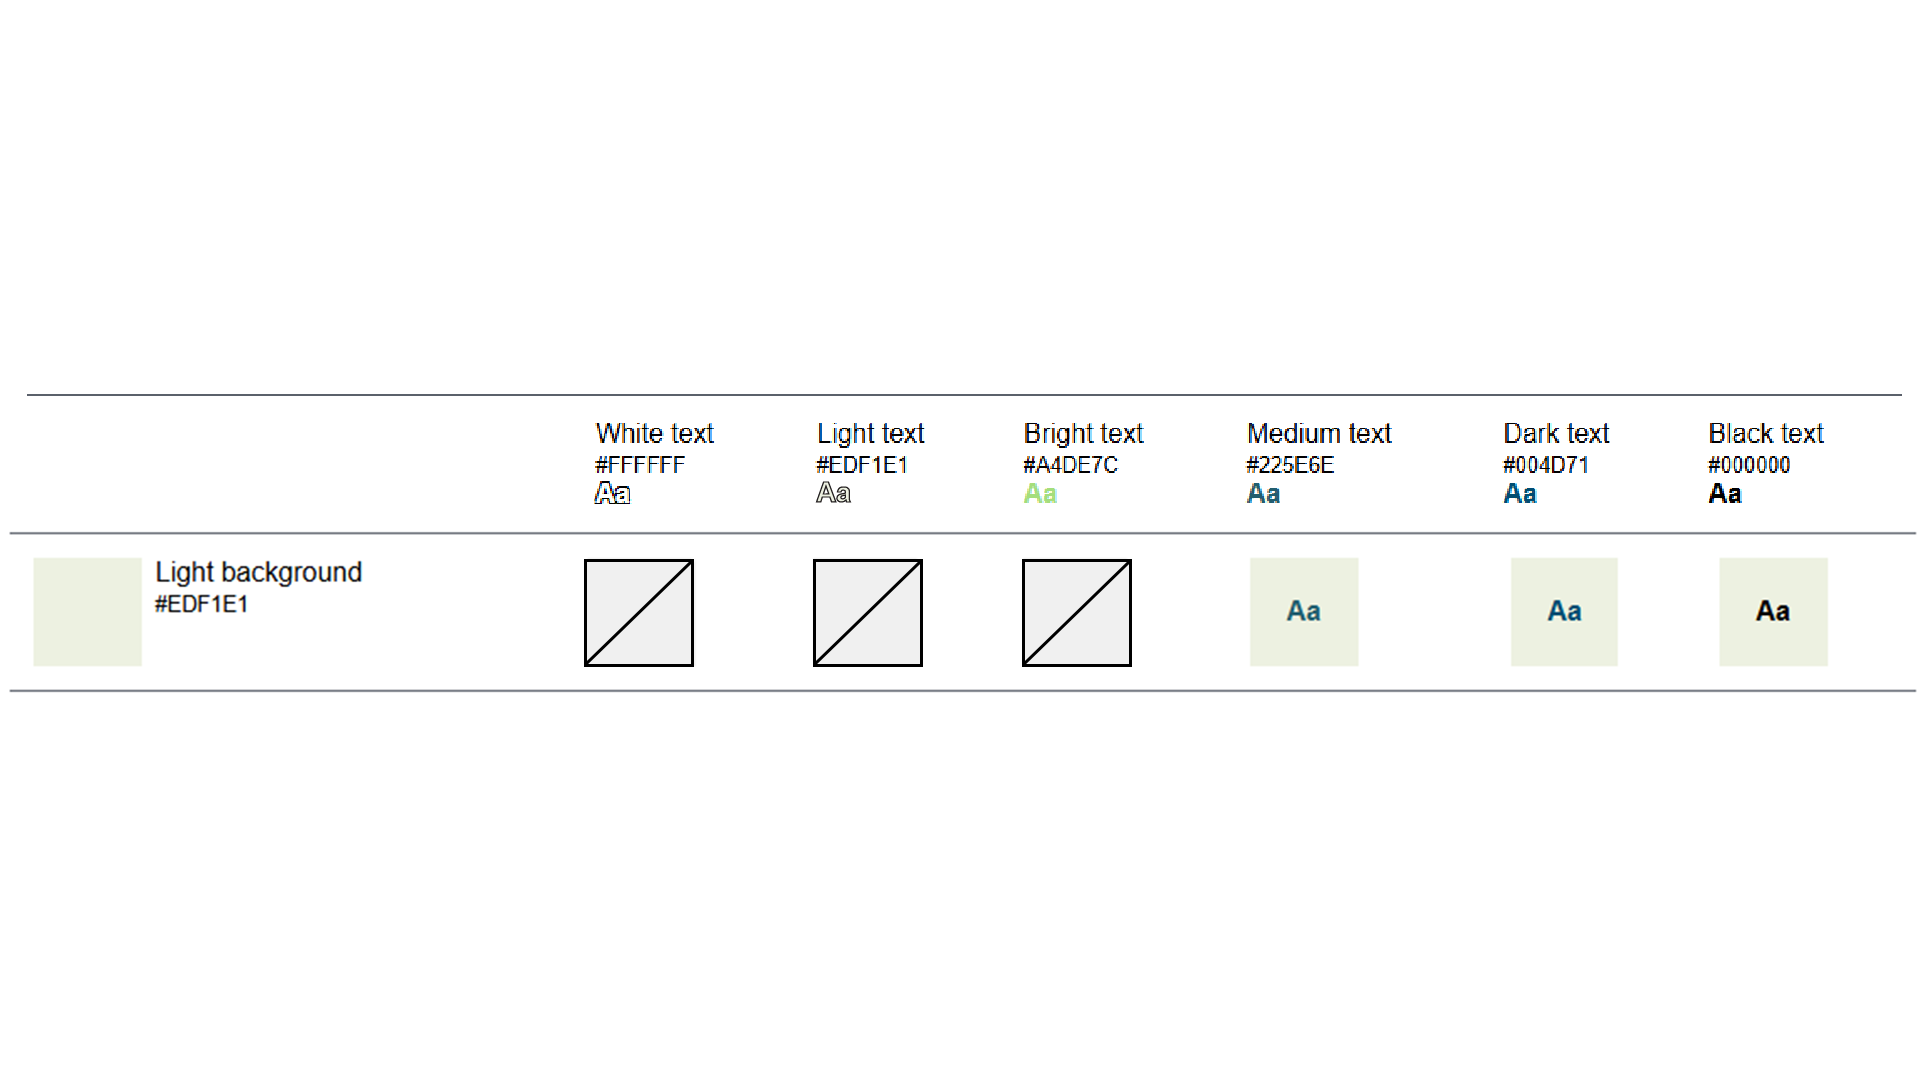 White text
#FFFFFF
Aa
Light text
#EDF1E1
Aa
Bright text
#A4DE7C
Aa
Medium text
#225E6E
Aa
Dark text
#004D71
Aa
Black text
#000000
Aa
Light background
#EDF1E1
Aa
Aa
Aa